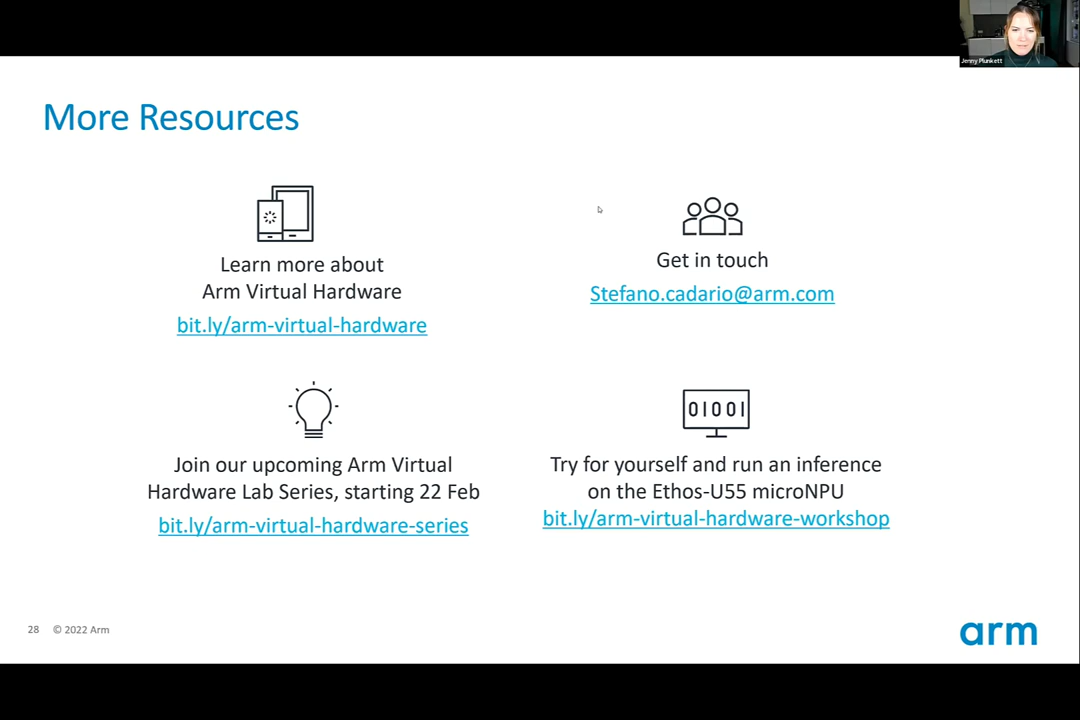 Jenny Plunkett
More Resources
Learn more about
Arm Virtual Hardware
bit.ly/arm-virtual-hardware
Get in touch
Stefano.cadario@arm.com
Join our upcoming Arm Virtual
Hardware Lab Series, starting 22 Feb
bit.ly/arm-virtual-hardware-series
01001
Try for yourself and run an inference
on the Ethos-U55 microNPU
bit.ly/arm-virtual-hardware-workshop
28 © 2022 Arm
arm